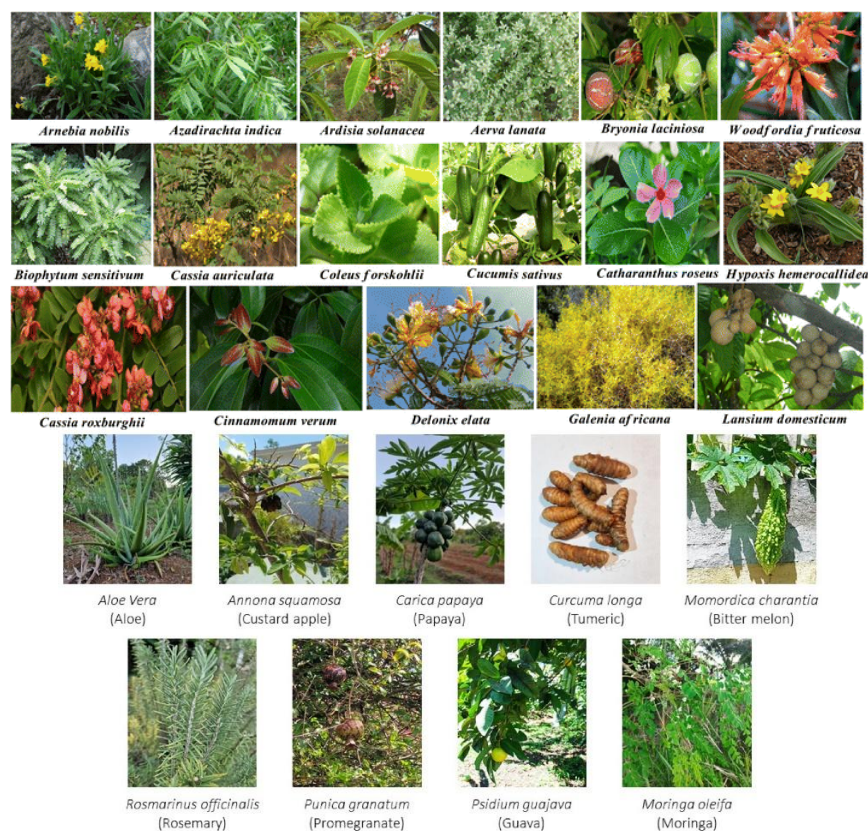 Arnebia nobilis Azadirachta indica Ardisia solanacea Aerva lanata Bryonia laciniosa Woodfordia fruticosa
Biophytum sensitivum Cassia auriculata Coleus forskohlii Cucumis sativus Catharanthus roseus Hypoxis hemerocallidea
Cassia roxburghii Cinnamomum verum Delonix elata Galenia africana Lansium domesticum
Aloe Vera Annona squamosa Carica papaya Curcuma longa Momordica charantia
(Aloe) (Custard apple) (Papaya) (Tumeric) (Bitter melon)
Rosmarinus officinalis Punica granatum Psidium guajava Moringa oleifa
(Rosemary) (Promegranate) (Guava) (Moringa)